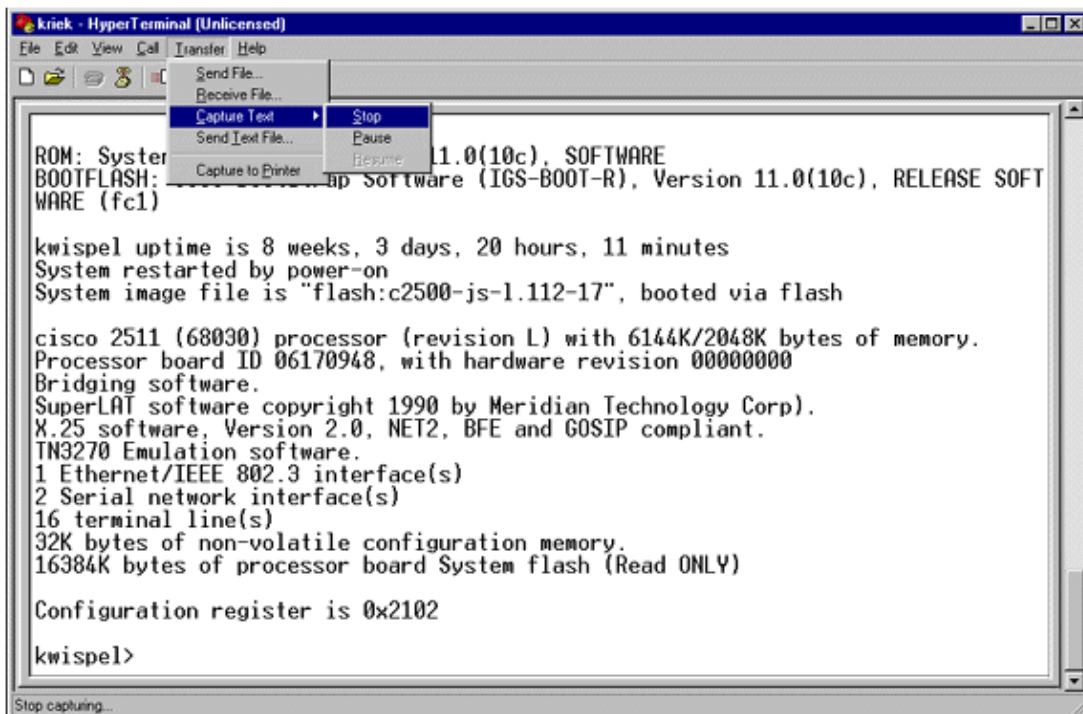 kriek - HyperTerminal (Unlicensed)
File Edit View Call Transfer Help
Send File...
Receive File...
Capture Text
Stop
Send Text File...
Pause
Resume
Capture to Printer
ROM: System 11.0(10c), SOFTWARE
BOOTFLASH: Software (IGS-BOOT-R), Version 11.0(10c), RELEASE SOFT
WARE (fc1)
kwispel uptime is 8 weeks, 3 days, 20 hours, 11 minutes
System restarted by power-on
System image file is "flash:c2500-js-l.112-17", booted via flash
cisco 2511 (68030) processor (revision L) with 6144K/2048K bytes of memory.
Processor board ID 06170948, with hardware revision 00000000
Bridging software.
SuperLAT software copyright 1990 by Meridian Technology Corp).
X.25 software, Version 2.0, NET2, BFE and GOSIP compliant.
TN3270 Emulation software.
1 Ethernet/IEEE 802.3 interface(s)
2 Serial network interface(s)
16 terminal line(s)
32K bytes of non-volatile configuration memory.
16384K bytes of processor board System flash (Read ONLY)
Configuration register is 0x2102
kwispel>
Stop capturing...